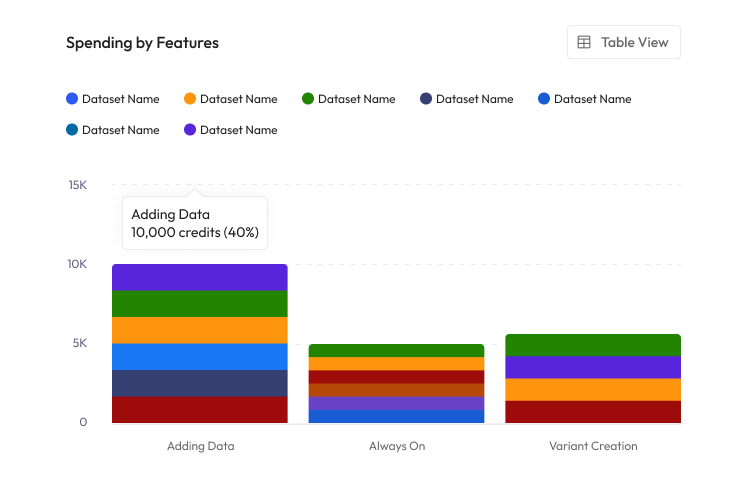 Spending by Features
Table View
Dataset Name Dataset Name Dataset Name Dataset Name Dataset Name
Dataset Name Dataset Name
15K
Adding Data
10,000 credits (40%)
10K
5K
0
Adding Data Always On Variant Creation